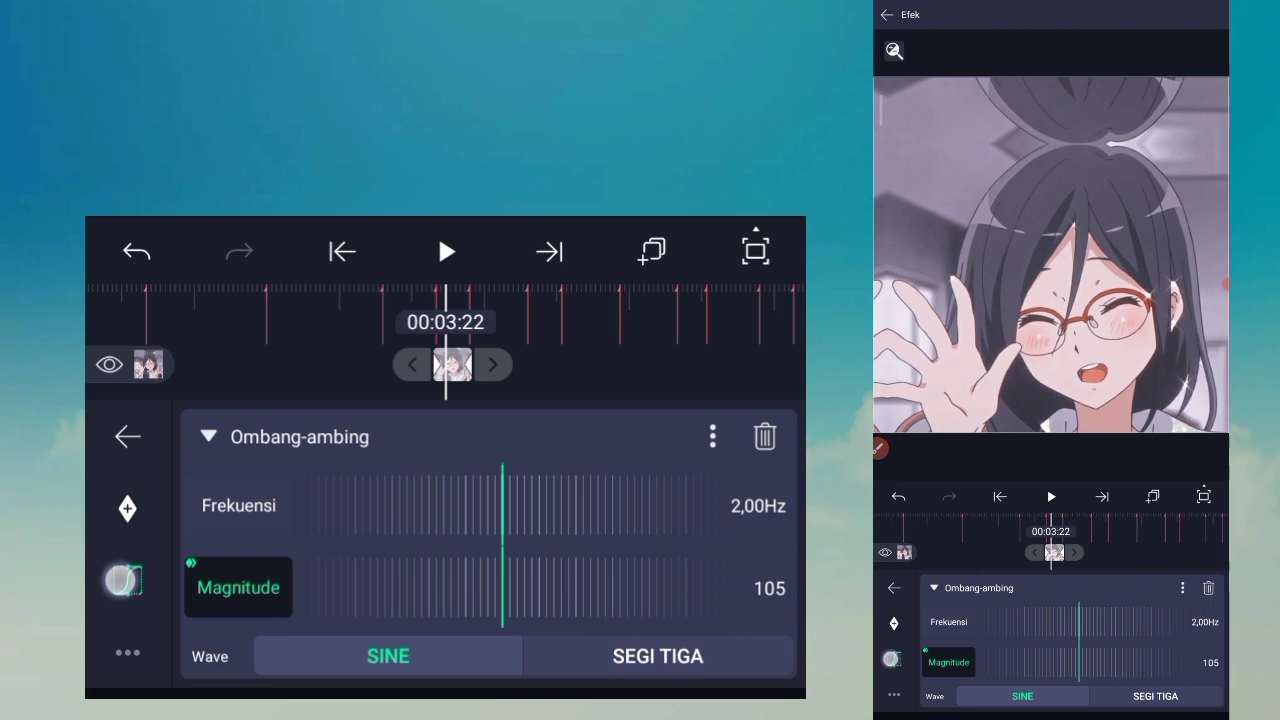 00:03:22
Ombang-ambing
Frekuensi
2,00Hz
Magnitude
105
Wave
SINE
SEGI TIGA
Efek
00:03:22
Ombang-ambing
Frekuensi
2,00Hz
Magnitude
105
Wave
SINE
SEGI TIGA